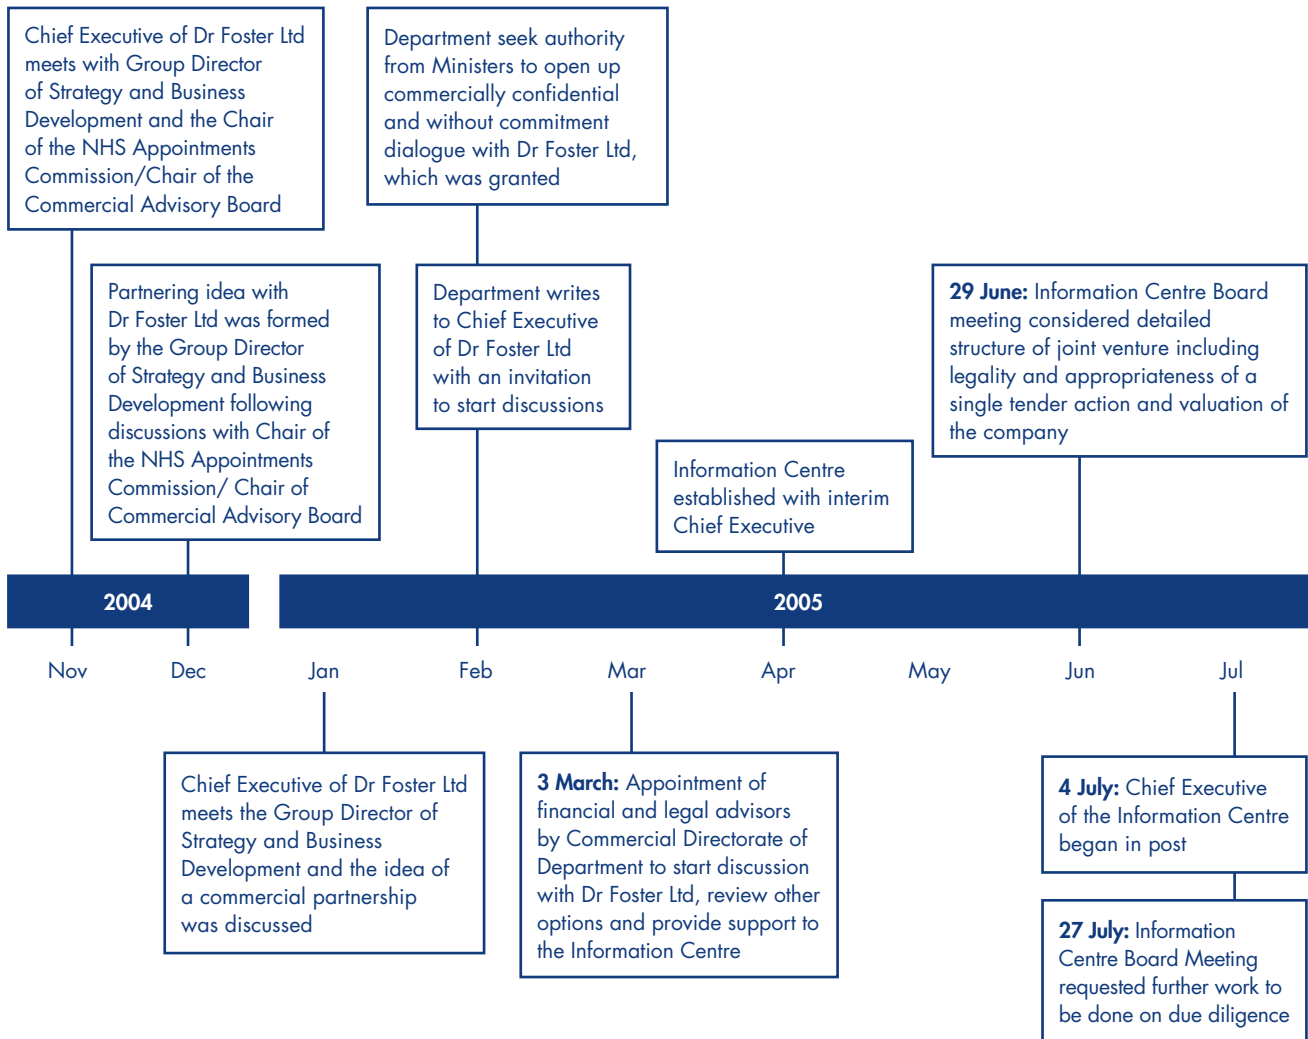 Chief Executive of Dr Foster Ltd
meets with Group Director
of Strategy and Business
Development and the Chair
of the NHS Appointments
Commission/Chair of the
Commercial Advisory Board
Department seek authority
from Ministers to open up
commercially confidential
and without commitment
dialogue with Dr Foster Ltd,
which was granted
Partnering idea with
Dr Foster Ltd was formed
by the Group Director
of Strategy and Business
Development following
discussions with Chair of
the NHS Appointments
Commission/ Chair of
Commercial Advisory Board
Department writes
to Chief Executive
of Dr Foster Ltd
with an invitation
to start discussions
Information Centre
established with interim
Chief Executive
29 June: Information Centre Board
meeting considered detailed
structure of joint venture including
legality and appropriateness of a
single tender action and valuation of
the company
2004
2005
Nov
Dec
Jan
Feb
Mar
Apr
May
Jun
Jul
Chief Executive of Dr Foster Ltd
meets the Group Director of
Strategy and Business
Development and the idea of
a commercial partnership
was discussed
3 March: Appointment of
financial and legal advisors
by Commercial Directorate of
Department to start discussion
with Dr Foster Ltd, review other
options and provide support to
the Information Centre
4 July: Chief Executive
of the Information Centre
began in post
27 July: Information
Centre Board Meeting
requested further work to
be done on due diligence